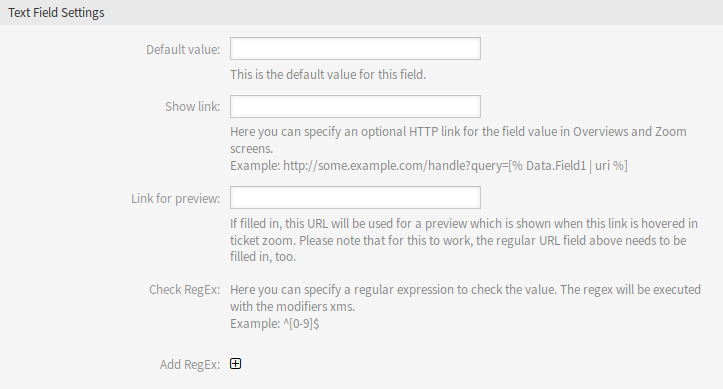 Text Field Settings
Default value:
This is the default value for this field.
Show link:
Here you can specify an optional HTTP link for the field value in Overviews and Zoom
screens.
Example: http://some.example.com/handle?query=[% Data.Field1 | uri %]
Link for preview:
If filled in, this URL will be used for a preview which is shown when this link is hovered in
ticket zoom. Please note that for this to work, the regular URL field above needs to be
filled in, too.
Check RegEx: Here you can specify a regular expression to check the value. The regex will be executed
with the modifiers xms.
Example: ^[0-9]$
Add RegEx: